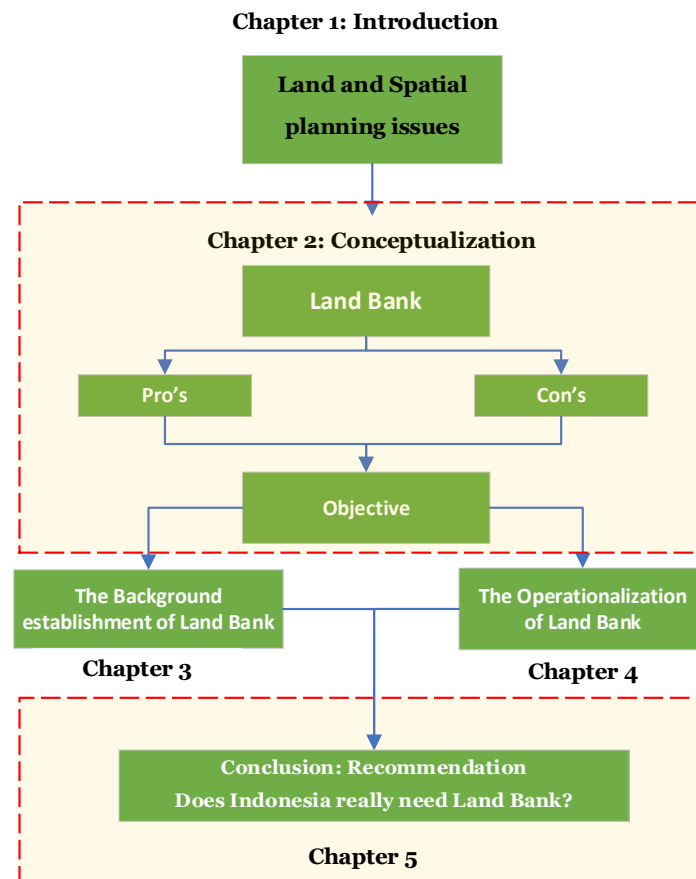 Chapter 1: Introduction
Land and Spatial
planning issues
Chapter 2: Conceptualization
Land Bank
Pro's
Con's
Objective
The Background
establishment of Land Bank
Chapter 3
The Operationalization
of Land Bank
Chapter 4
Conclusion: Recommendation
Does Indonesia really need Land Bank?
Chapter 5